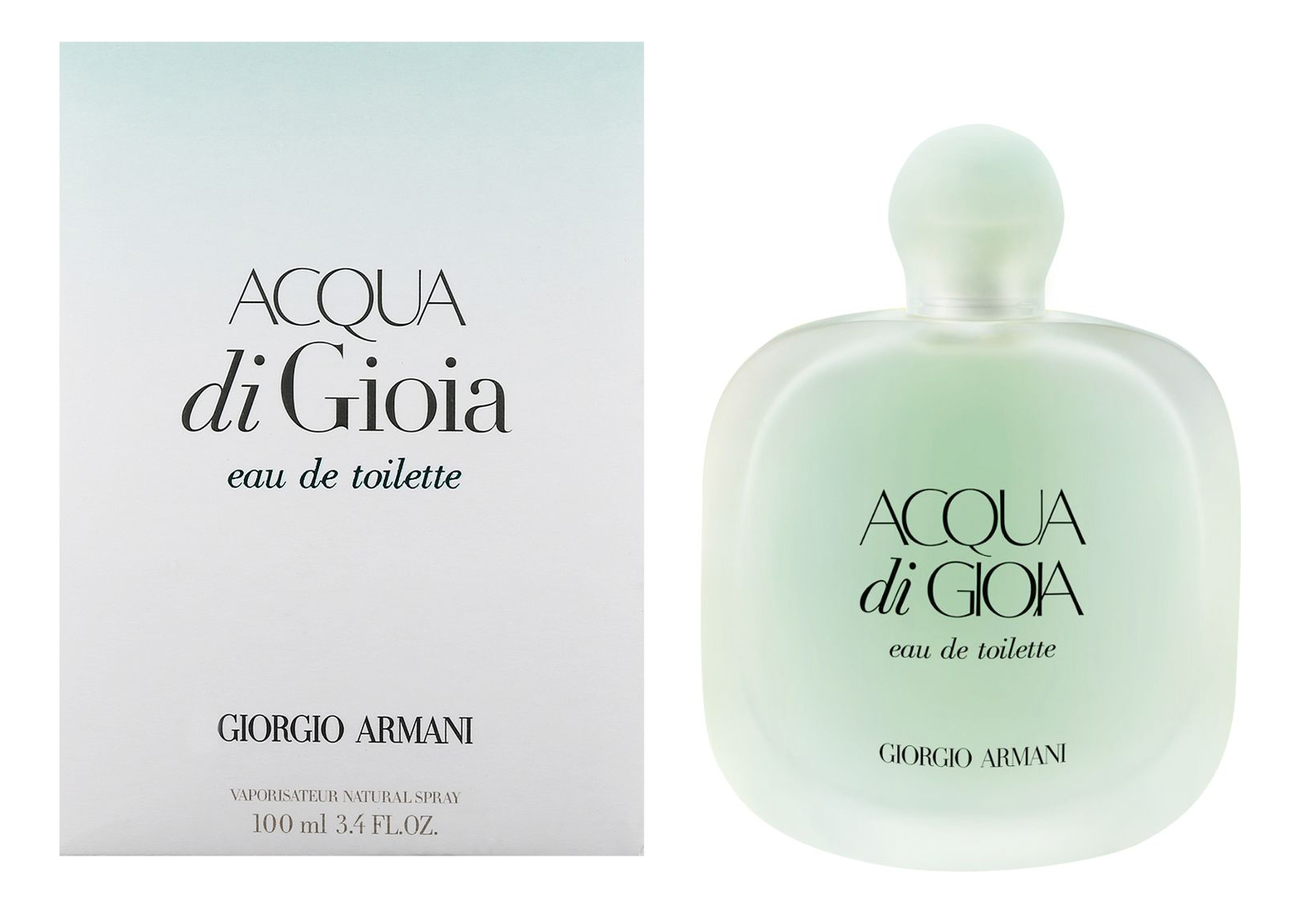 ACQUA
di Gioia
eau de toilette
GIORGIO ARMANI
VAPORISATEUR NATURAL SPRAY
100 ml 3.4 FL.OZ.
ACQUA
di GIOIA
eau de toilette
GIORGIO ARMANI